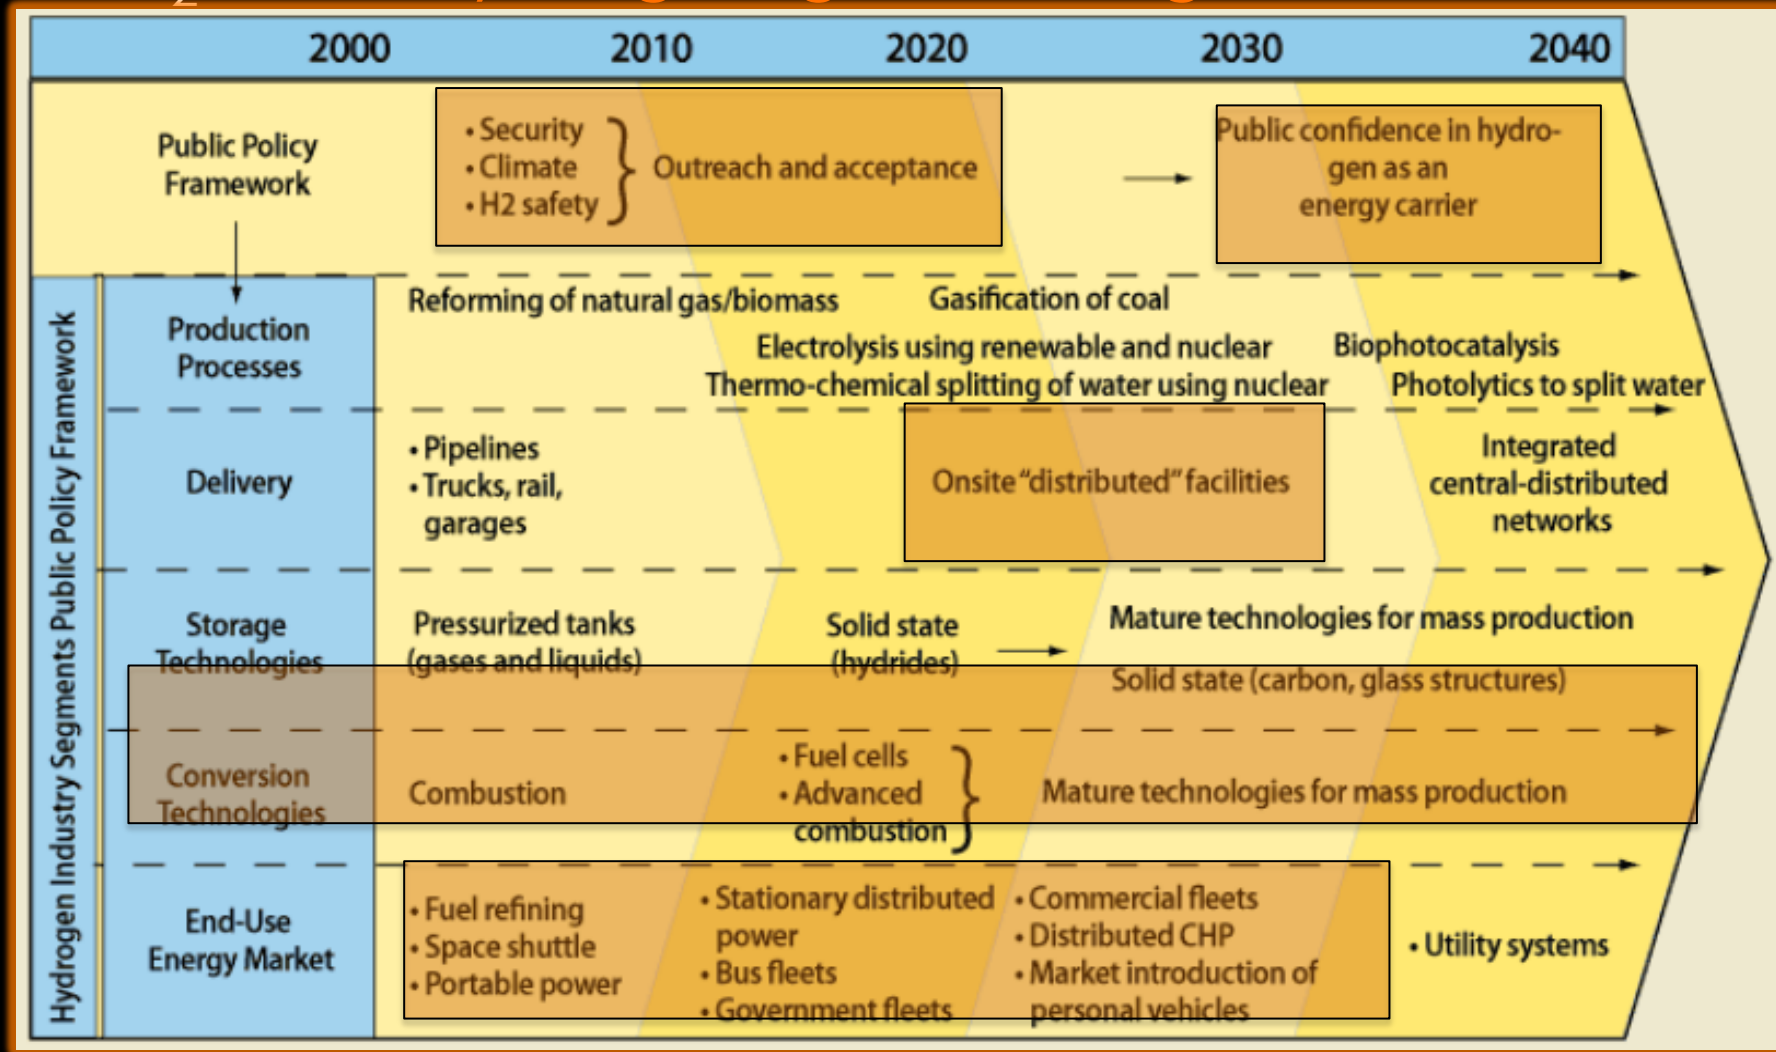 2000 2010 2020 2030 2040
Public Policy
Framework
• Security
• Climate
• H2 safety
Outreach and acceptance
Public confidence in hydro-
gen as an
energy carrier
Hydrogen Industry Segments Public Policy Framework
Production
Processes
Reforming of natural gas/biomass
Gasification of coal
Electrolysis using renewable and nuclear
Thermo-chemical splitting of water using nuclear
Biophotocatalysis
Photolytics to split water
Delivery
• Pipelines
• Trucks, rail,
garages
Onsite “distributed” facilities
Integrated
central-distributed
networks
Storage
Technologies
Pressurized tanks
(gases and liquids)
Solid state
(hydrides)
Mature technologies for mass production
Solid state (carbon, glass structures)
Conversion
Technologies
Combustion
• Fuel cells
• Advanced
combustion
Mature technologies for mass production
End-Use
Energy Market
• Fuel refining
• Space shuttle
• Portable power
• Stationary distributed
power
• Bus fleets
• Government fleets
• Commercial fleets
• Distributed CHP
• Market introduction of
personal vehicles
• Utility systems